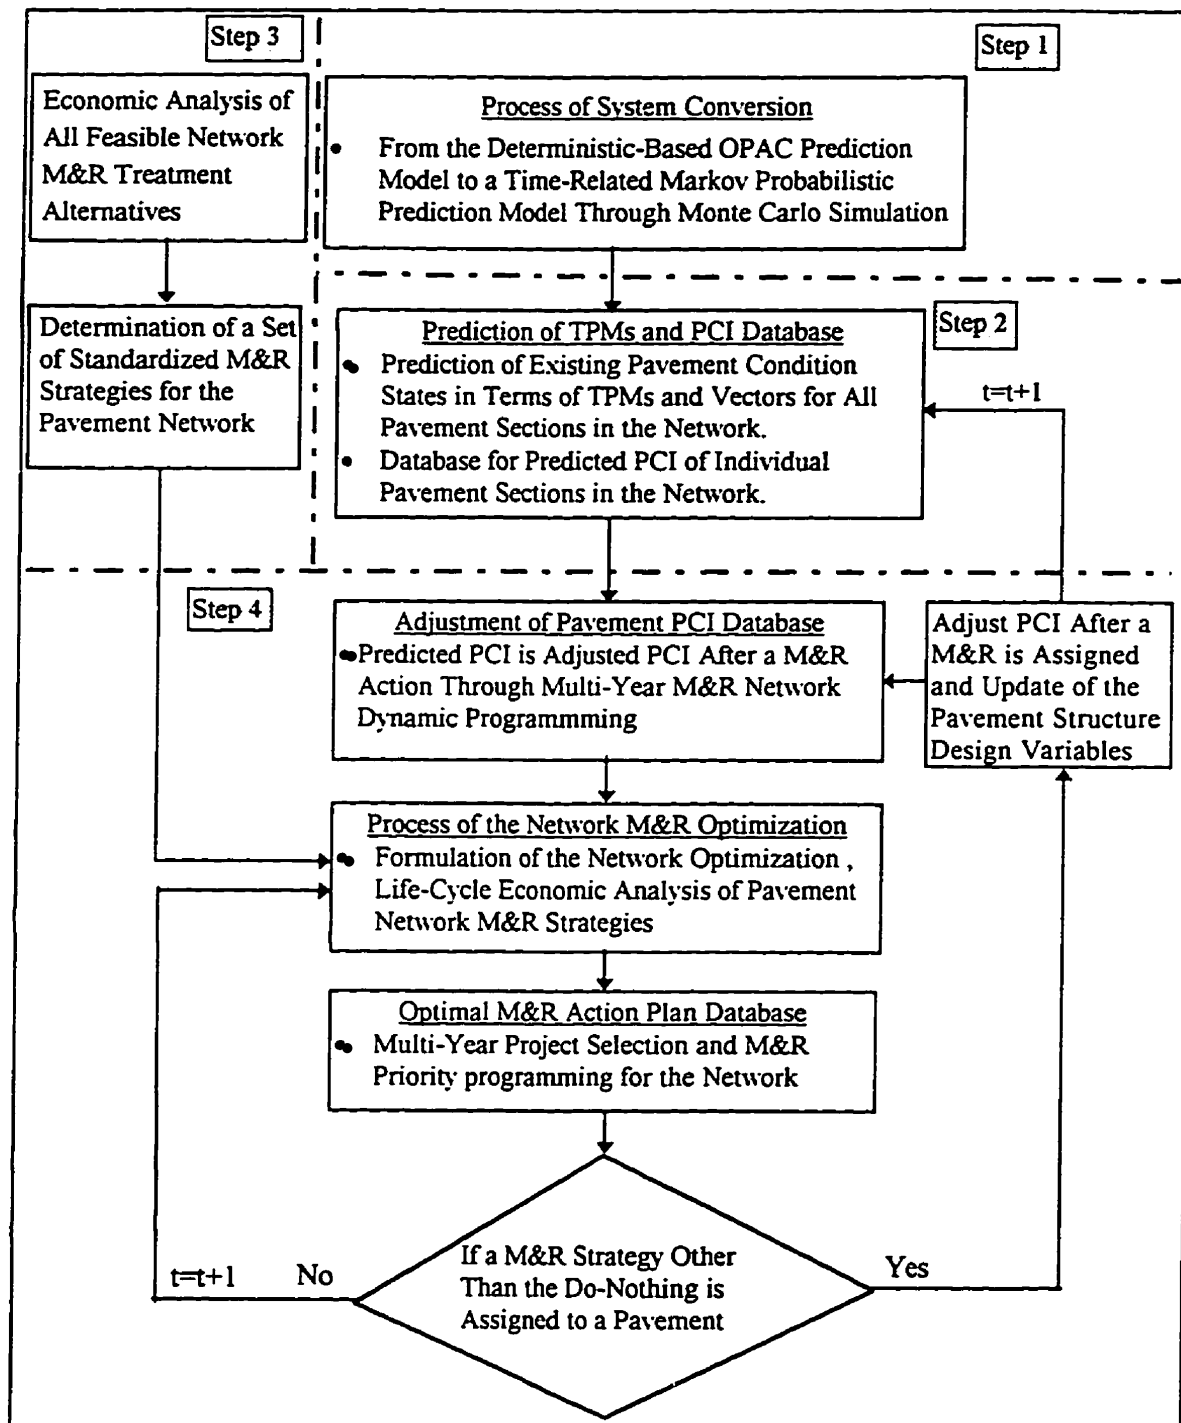 Step 3
Economic Analysis of
All Feasible Network
M&R Treatment
Alternatives
Determination of a Set
of Standardized M&R
Strategies for the
Pavement Network
Step 1
Process of System Conversion
• From the Deterministic-Based OPAC Prediction
Model to a Time-Related Markov Probabilistic
Prediction Model Through Monte Carlo Simulation
Step 2
Prediction of TPMs and PCI Database
• Prediction of Existing Pavement Condition
States in Terms of TPMs and Vectors for All
Pavement Sections in the Network.
• Database for Predicted PCI of Individual
Pavement Sections in the Network.
t=t+1
Step 4
Adjustment of Pavement PCI Database
• Predicted PCI is Adjusted PCI After a M&R
Action Through Multi-Year M&R Network
Dynamic Programmming
Adjust PCI After a
M&R is Assigned
and Update of the
Pavement Structure
Design Variables
Process of the Network M&R Optimization
• Formulation of the Network Optimization ,
Life-Cycle Economic Analysis of Pavement
Network M&R Strategies
Optimal M&R Action Plan Database
• Multi-Year Project Selection and M&R
Priority programming for the Network
If a M&R Strategy Other
Than the Do-Nothing is
Assigned to a Pavement
t=t+1 No
Yes